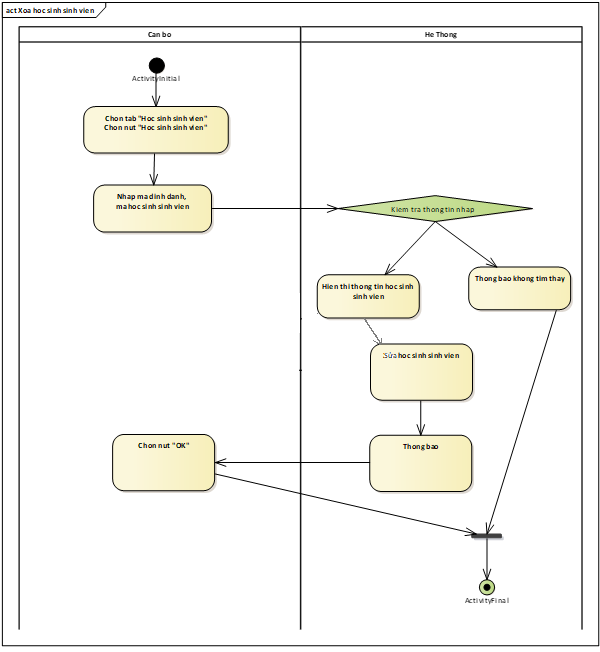 act Xoa hoc sinh sinh vien
Can bo
He Thong
ActivityInitial
Chon tab "Hoc sinh sinh vien"
Chon nut "Hoc sinh sinh vien"
Nhap ma dinh danh,
ma hoc sinh sinh vien
Kiem tra thong tin nhap
Hien thi thong tin hoc sinh
sinh vien
Thong bao khong tim thay
Sửa hoc sinh sinh vien
Chon nut "OK"
Thong bao
ActivityFinal